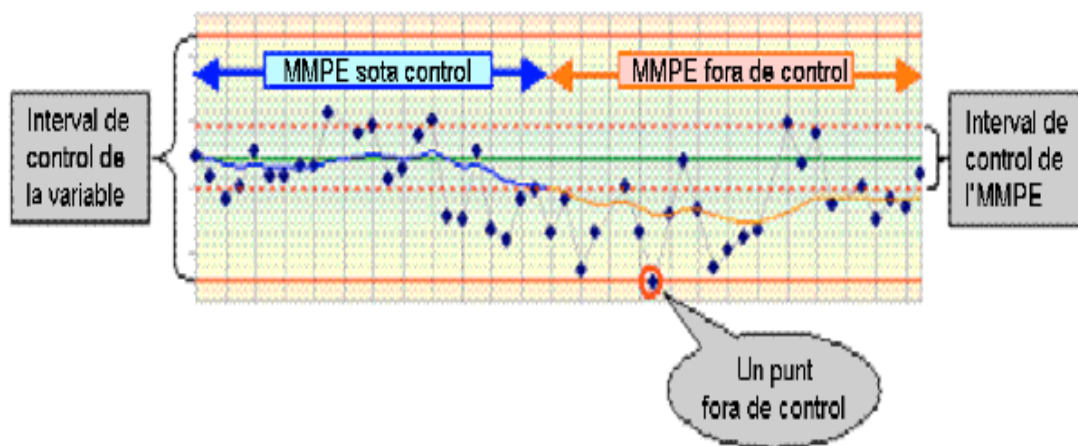 MMPE sota control
MMPE fora de control
Interval de
control de
la variable
Interval de
control de
l'MMPE
Un punt
fora de control